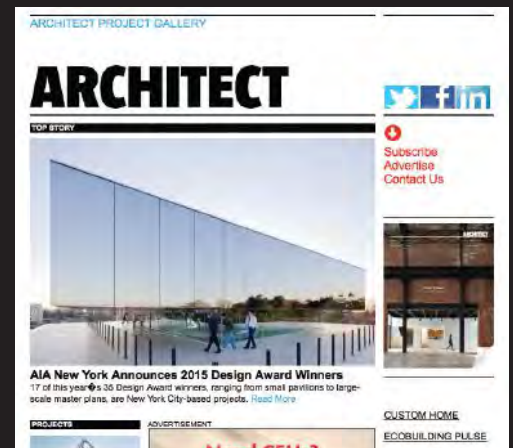 ARCHITECT PROJECT GALLERY
ARCHITECT
TOP STORY
AIA New York Announces 2015 Design Award Winners
17 of this year�s 35 Design Award winners, ranging from small pavilions to large-
scale master plans, are New York City-based projects. Read More
PROJECTS
ADVERTISEMENT
Subscribe
Advertise
Contact Us
ARCHITECT
CUSTOM HOME
ECOBUILDING PULSE